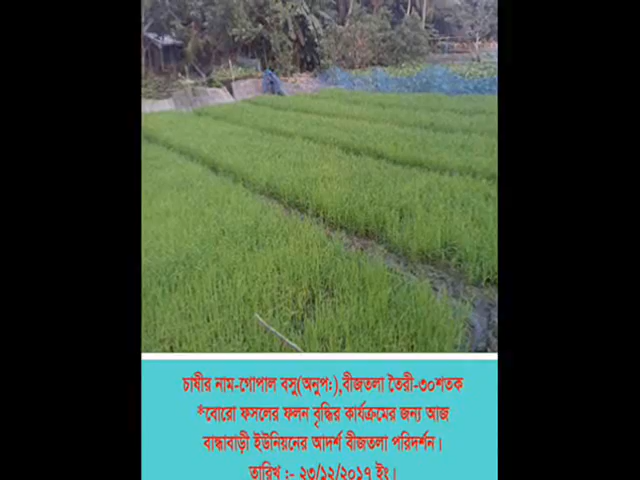 চাষীর নাম-গোপাল বসু(অনুপ:),বীজতলা তৈরী-৩০শতক
*বোরো ফসলের ফলন বৃদ্ধির কার্যক্রমের জন্য আজ
বান্ধাবাড়ী ইউনিয়নের আদর্শ বীজতলা পরিদর্শন।
তারিখ :- ২৩/১২/২০১৭ ইং।